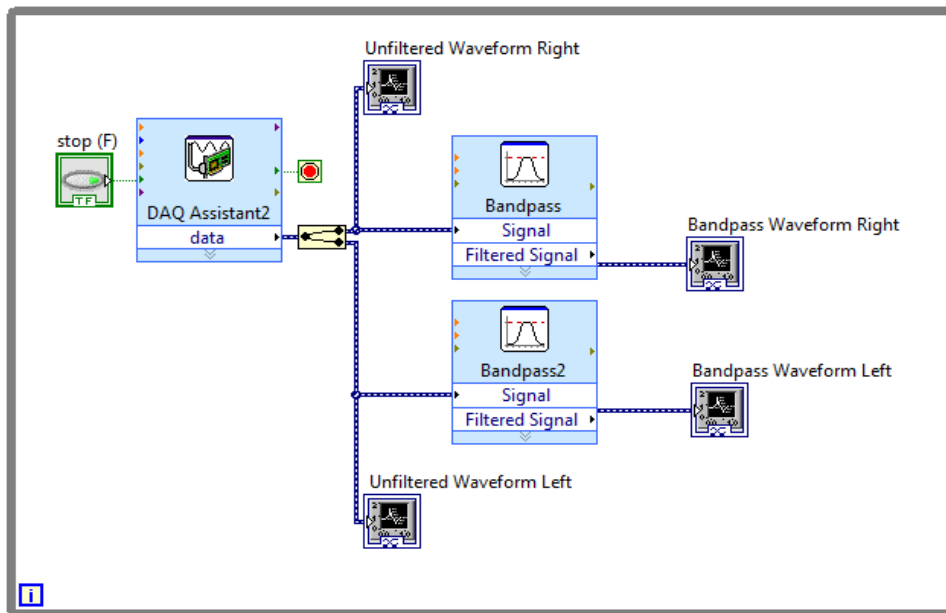 Unfiltered Waveform Right
stop (F)
TF
DAQ Assistant2
data
Bandpass
Signal
Filtered Signal
Bandpass Waveform Right
Bandpass2
Signal
Filtered Signal
Bandpass Waveform Left
Unfiltered Waveform Left
i